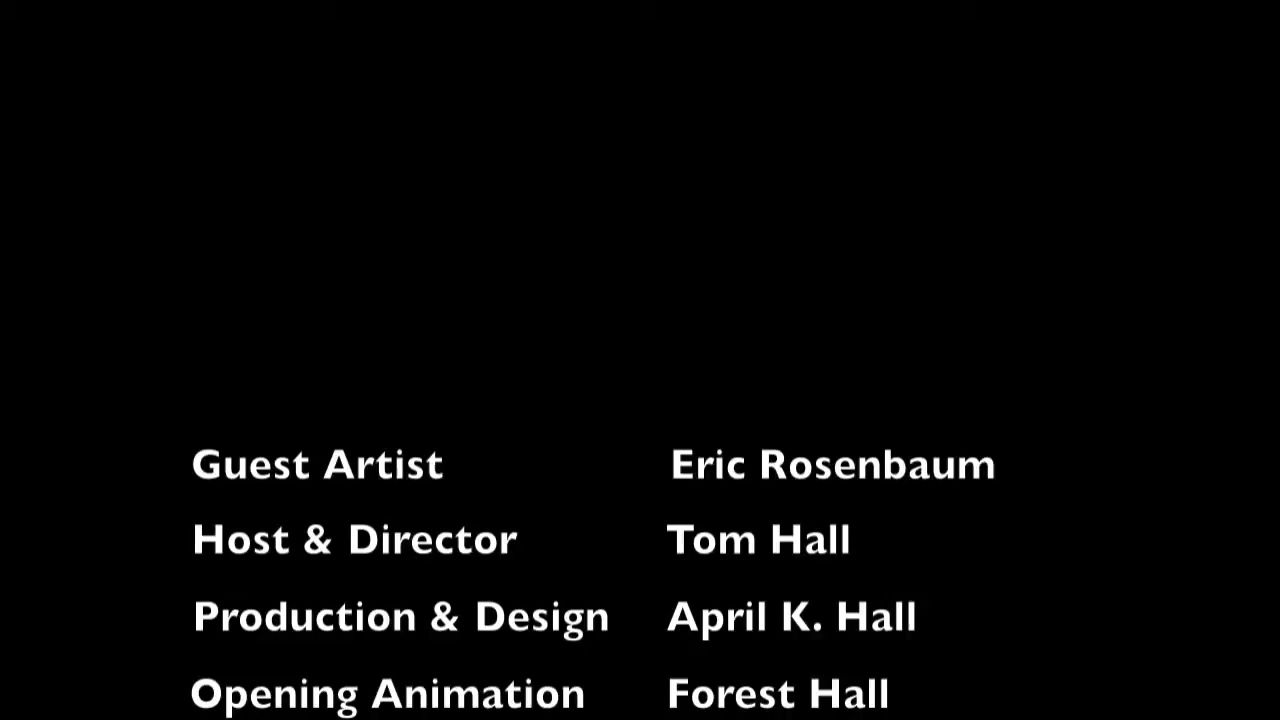 Guest Artist Eric Rosenbaum
Host & Director Tom Hall
Production & Design April K. Hall
Opening Animation Forest Hall